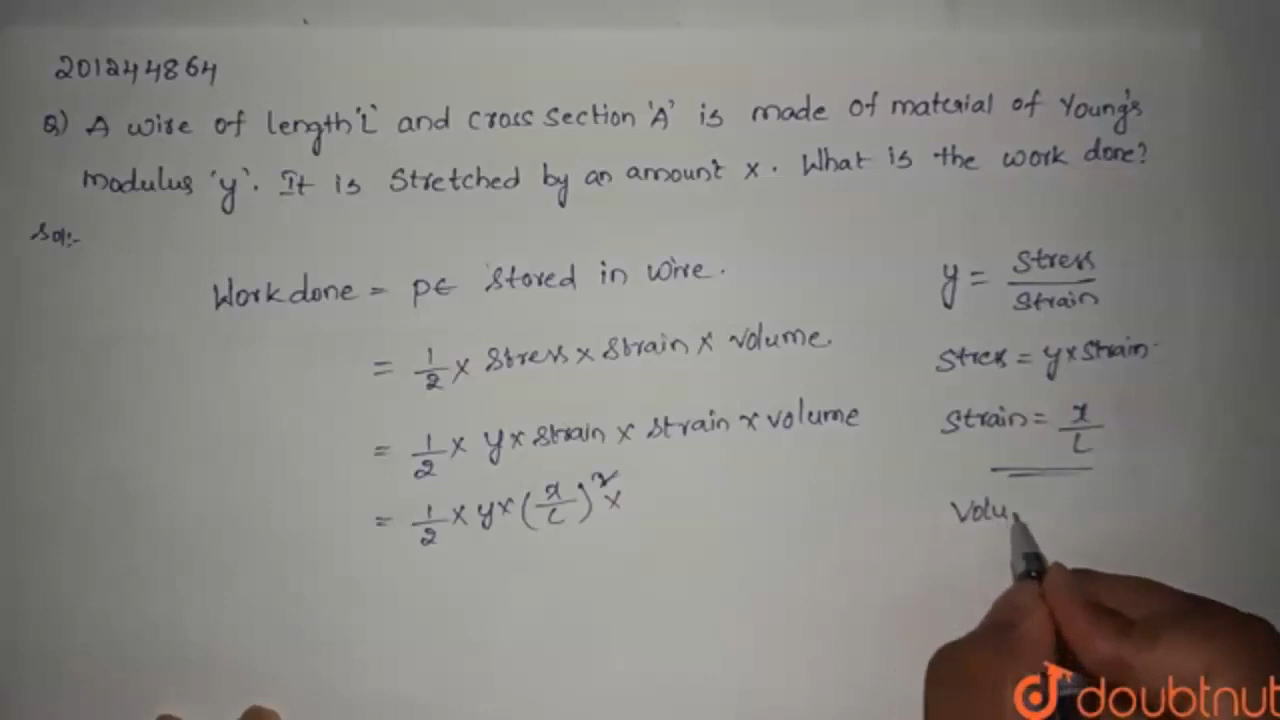 201244864
Q) A wire of length 'L' and cross section 'A' is made of material of Young's
modulus 'y'. It is stretched by an amount x. What is the work done?
Sol:-
Workdone = PE stored in wire.
= 1/2 x stress x strain x volume.
= 1/2 x y x strain x strain x volume
= 1/2 x y x (x/L)² x
y = stress/strain
stress = y x strain.
strain = x/L
Volu
doubtnut